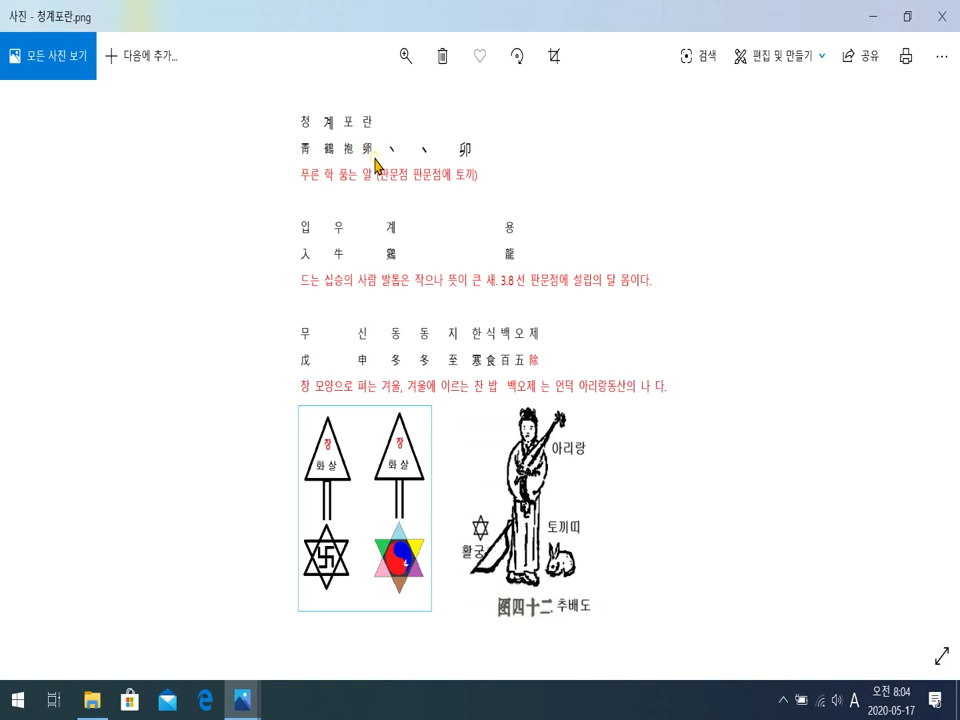 사진 - 청계포란.png
모든 사진 보기
다음에 추가...
검색
편집 및 만들기
공유
청 계 포 란
靑 鶴 抱 卵 丶 丶 卯
푸른 학 품는 알 (판문점 판문점에 토끼)
입 우 계 용
入 牛 鷄 龍
드는 십승의 사람 발톱은 작으나 뜻이 큰 새. 3.8 선 판문점에 설립의 달 몸이다.
무 신 동 동 지 한 식 백 오 제
戊 申 冬 冬 至 寒 食 百 五 除
창 모양으로 펴는 겨울, 겨울에 이르는 찬 밥 백오제 는 언덕 아리랑동산의 나 다.
창
화 살
창
화 살
卐
아리랑
토끼띠
활궁
圖四十二.추배도
A
오전 8:04
2020-05-17